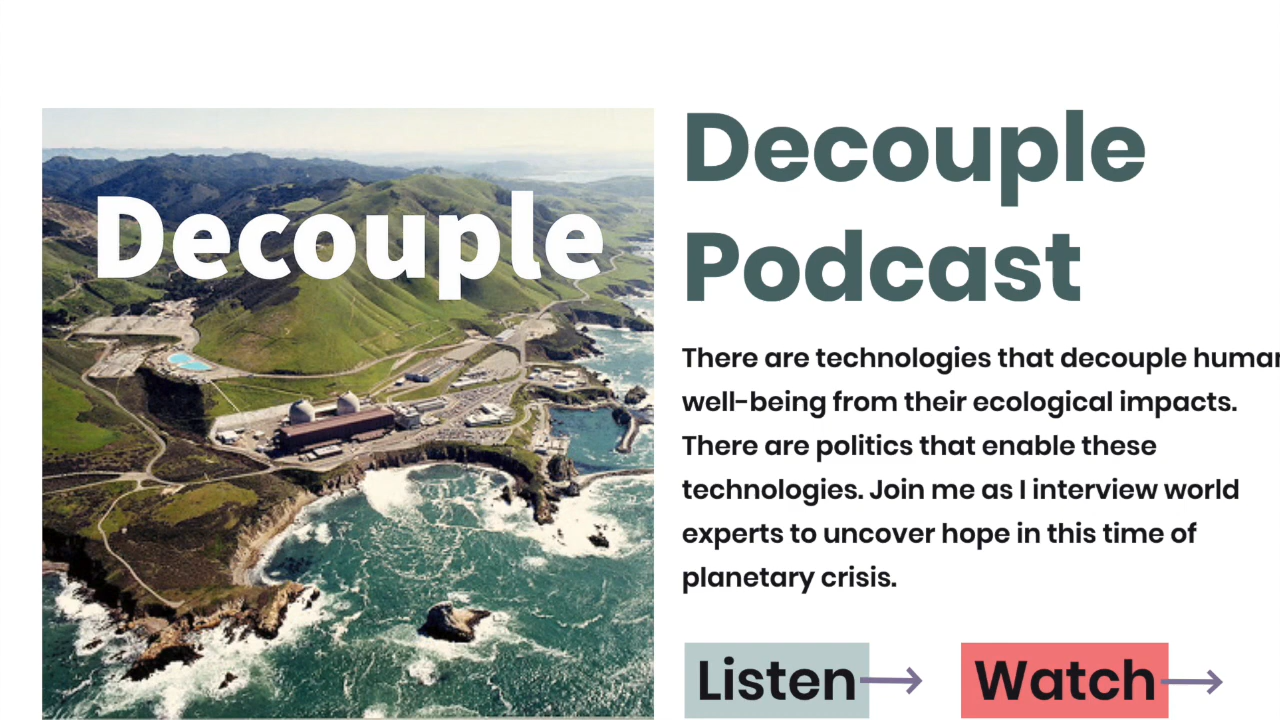 Decouple
Decouple
Podcast
There are technologies that decouple human
well-being from their ecological impacts.
There are politics that enable these
technologies. Join me as I interview world
experts to uncover hope in this time of
planetary crisis.
Listen
Watch